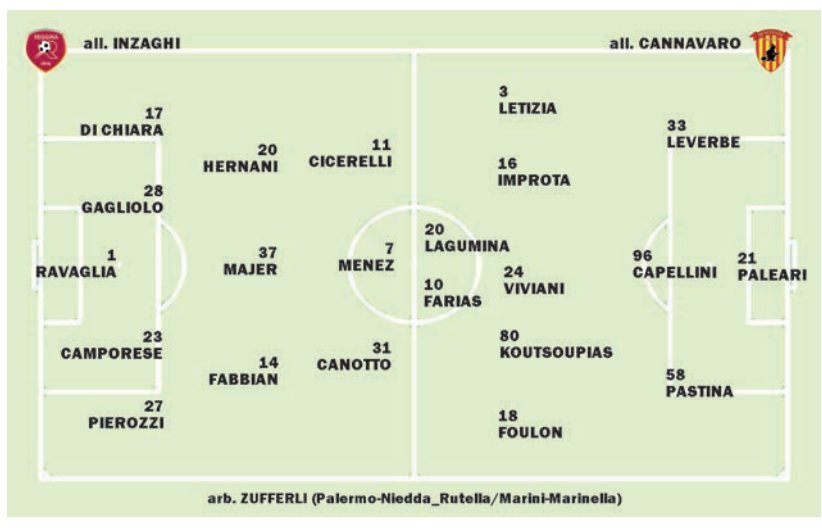 all. INZAGHI
all. CANNAVARO
REGGINA
17
DI CHIARA
28
GAGLIOLO
1
RAVAGLIA
23
CAMPORESE
27
PIEROZZI
20
HERNANI
37
MAJER
14
FABBIAN
11
CICERELLI
7
MENEZ
31
CANOTTO
20
LAGUMINA
10
FARIAS
3
LETIZIA
16
IMPROTA
24
VIVIANI
80
KOUTSOUPIAS
18
FOULON
33
LEVERBE
96
CAPELLINI
58
PASTINA
21
PALEARI
arb. ZUFFERLI (Palermo-Niedda_Rutella/Marini-Marinella)